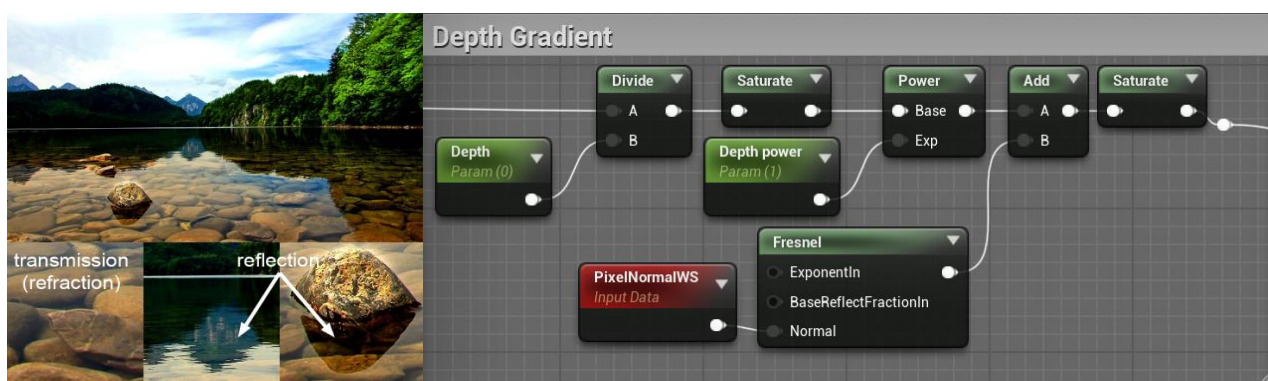 transmission
(refraction)
reflection
Depth Gradient
Divide
A
B
Saturate
Power
Base
Exp
Add
A
B
Saturate
Depth
Param (0)
Depth power
Param (1)
Fresnel
ExponentIn
BaseReflectFractionIn
Normal
PixelNormalWS
Input Data